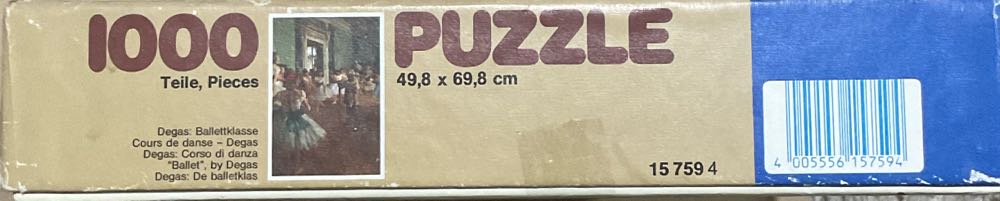 1000
Teile, Pieces
PUZZLE
49,8 x 69,8 cm
Degas: Ballettklasse
Cours de danse – Degas
Degas: Corso di danza
"Ballet", by Degas
Degas: De balletklas
15 759 4
4 005556 157594